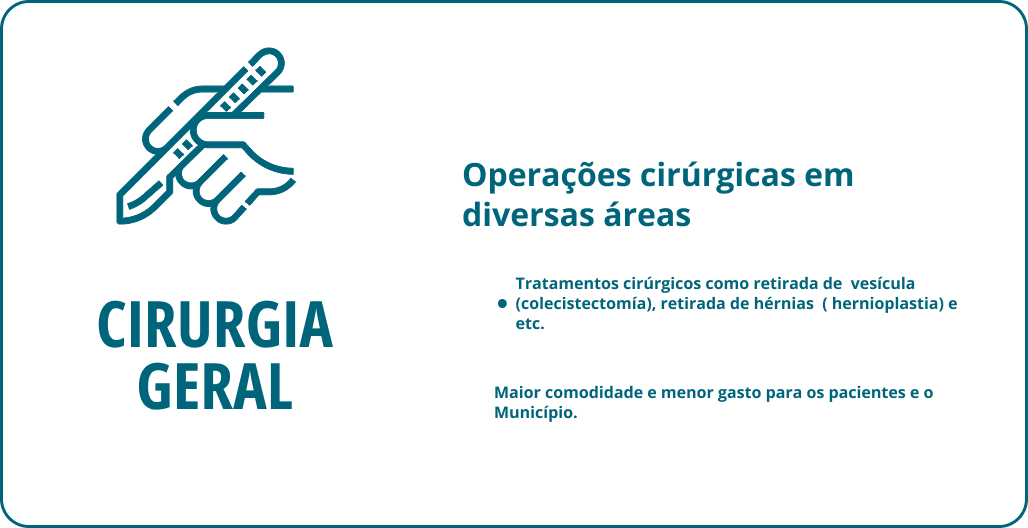 CIRURGIA
GERAL
Operações cirúrgicas em
diversas áreas
Tratamentos cirúrgicos como retirada de  vesícula
(colecistectomía), retirada de hérnias  ( hernioplastia) e
etc.
Maior comodidade e menor gasto para os pacientes e o
Município.